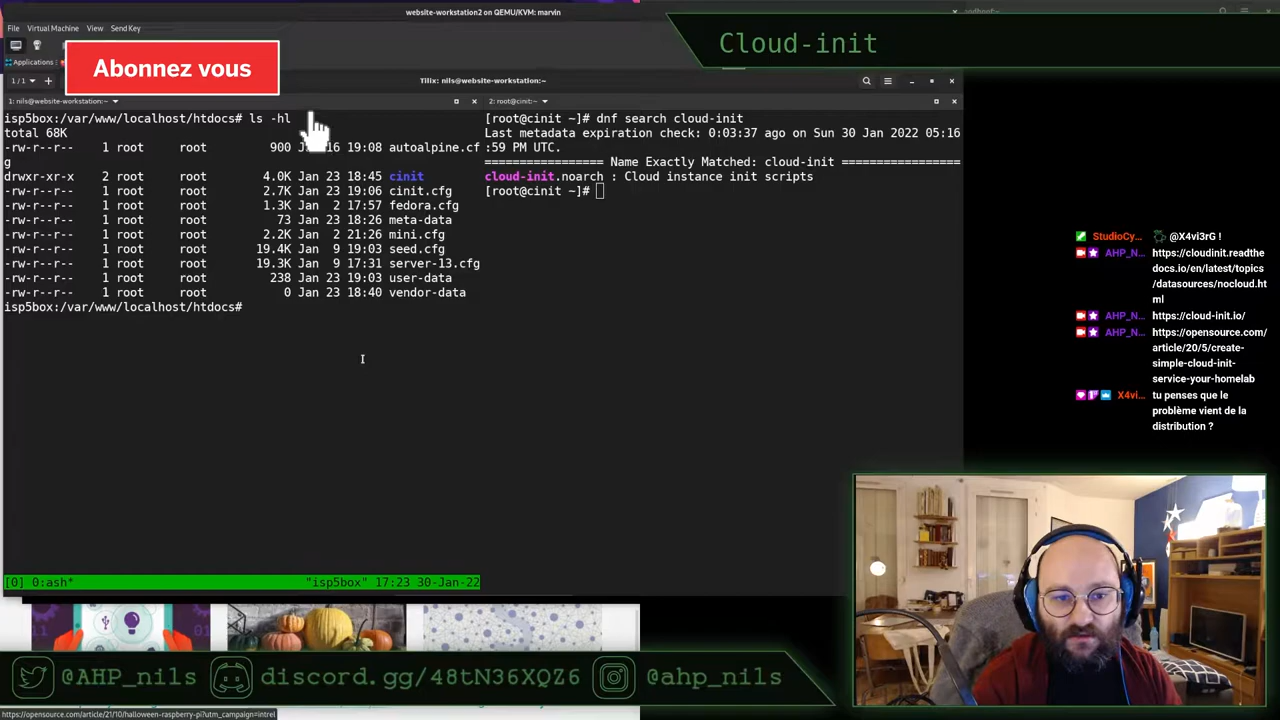 website-workstation2 on QEMU/KVM: marvin
File Virtual Machine View Send Key
Applications
Abonnez vous
Cloud-init
1 / 1
Tilix: nils@website-workstation:~
1: nils@website-workstation:~
2: root@cinit:~
isp5box:/var/www/localhost/htdocs# ls -hl
total 68K
-rw-r--r-- 1 root root 900 J 16 19:08 autoalpine.cf
g
drwxr-xr-x 2 root root 4.0K Jan 23 18:45 cinit
-rw-r--r-- 1 root root 2.7K Jan 23 19:06 cinit.cfg
-rw-r--r-- 1 root root 1.3K Jan 2 17:57 fedora.cfg
-rw-r--r-- 1 root root 73 Jan 23 18:26 meta-data
-rw-r--r-- 1 root root 2.2K Jan 2 21:26 mini.cfg
-rw-r--r-- 1 root root 19.4K Jan 9 19:03 seed.cfg
-rw-r--r-- 1 root root 19.3K Jan 9 17:31 server-13.cfg
-rw-r--r-- 1 root root 238 Jan 23 19:03 user-data
-rw-r--r-- 1 root root 0 Jan 23 18:40 vendor-data
isp5box:/var/www/localhost/htdocs#
[0] 0:ash* "isp5box" 17:23 30-Jan-22
[root@cinit ~]# dnf search cloud-init
Last metadata expiration check: 0:03:37 ago on Sun 30 Jan 2022 05:16
:59 PM UTC.
================= Name Exactly Matched: cloud-init =================
cloud-init.noarch : Cloud instance init scripts
[root@cinit ~]#
StudioCy... @X4vi3rG !
AHP_N... https://cloudinit.readthe
docs.io/en/latest/topics
/datasources/nocloud.ht
ml
AHP_N... https://cloud-init.io/
AHP_N... https://opensource.com/
article/20/5/create-
simple-cloud-init-
service-your-homelab
X4vi... tu penses que le
problème vient de la
distribution ?
@AHP_nils discord.gg/48tN36XQZ6 @ahp_nils
https://opensource.com/article/21/10/halloween-raspberry-pi?utm_campaign=intrel